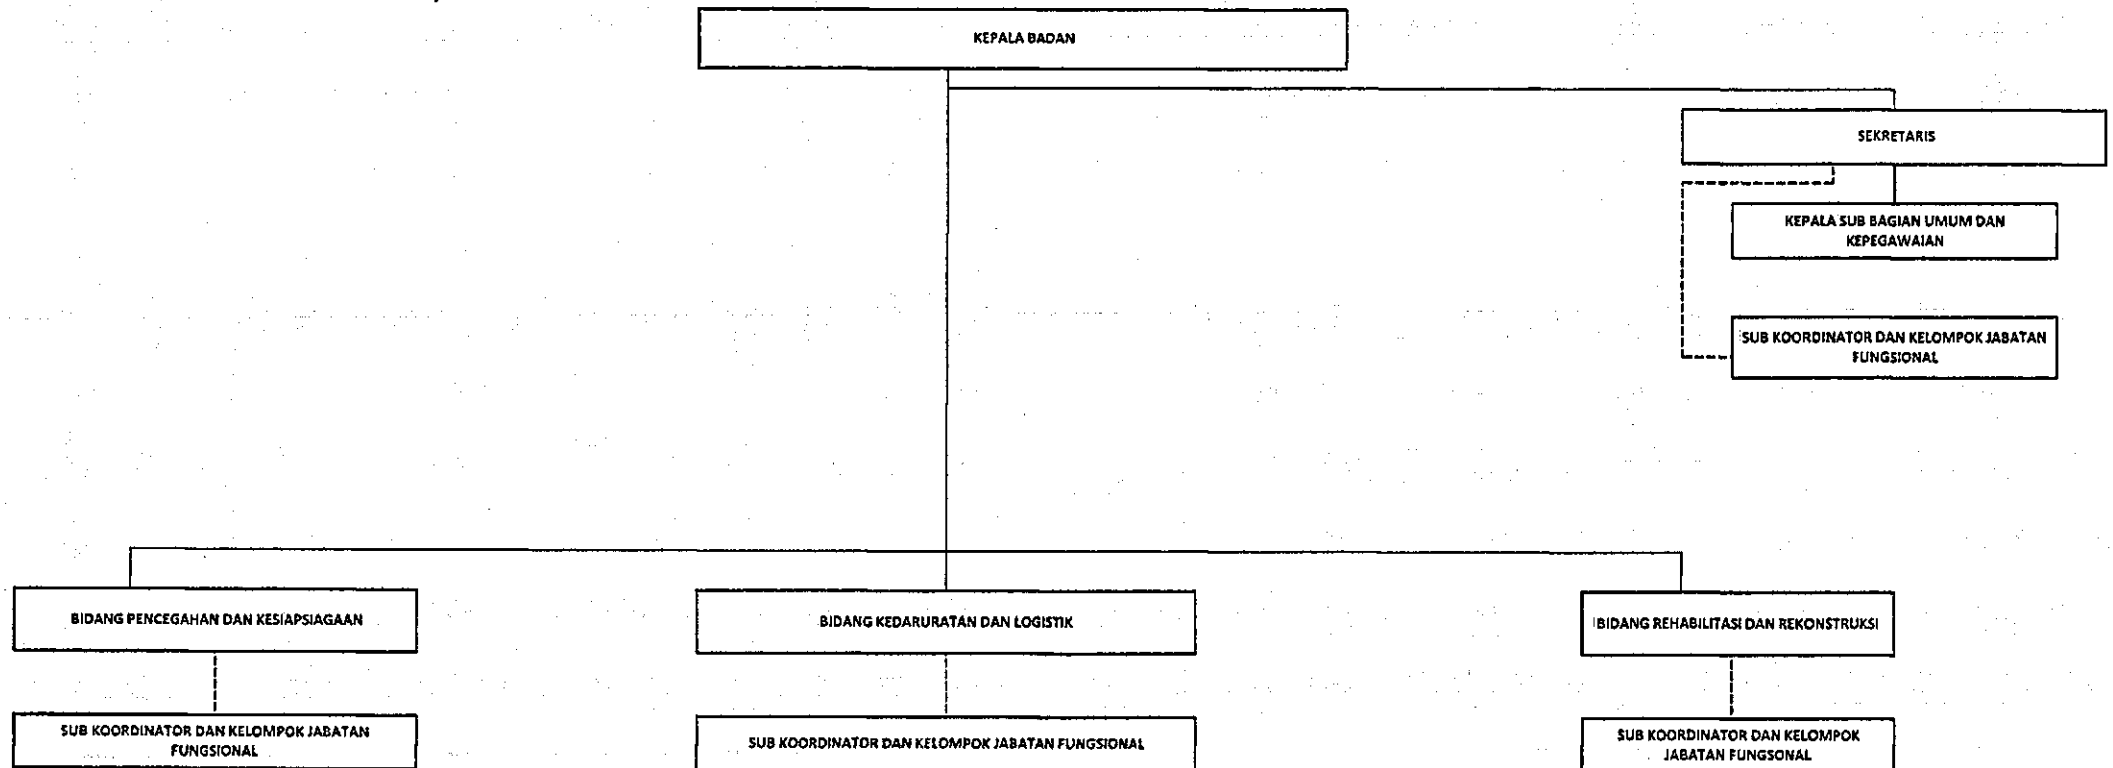 KEPALA BADAN
SEKRETARIS
KEPALA SUB BAGIAN UMUM DAN
KEPEGAWAIAN
SUB KOORDINATOR DAN KELOMPOK JABATAN
FUNGSIONAL
BIDANG PENCEGAHAN DAN KESIAPSIAGAAN
BIDANG KEDARURATAN DAN LOGISTIK
BIDANG REHABILITASI DAN REKONSTRUKSI
SUB KOORDINATOR DAN KELOMPOK JABATAN
FUNGSIONAL
SUB KOORDINATOR DAN KELOMPOK JABATAN FUNGSIONAL
SUB KOORDINATOR DAN KELOMPOK
JABATAN FUNGSONAL